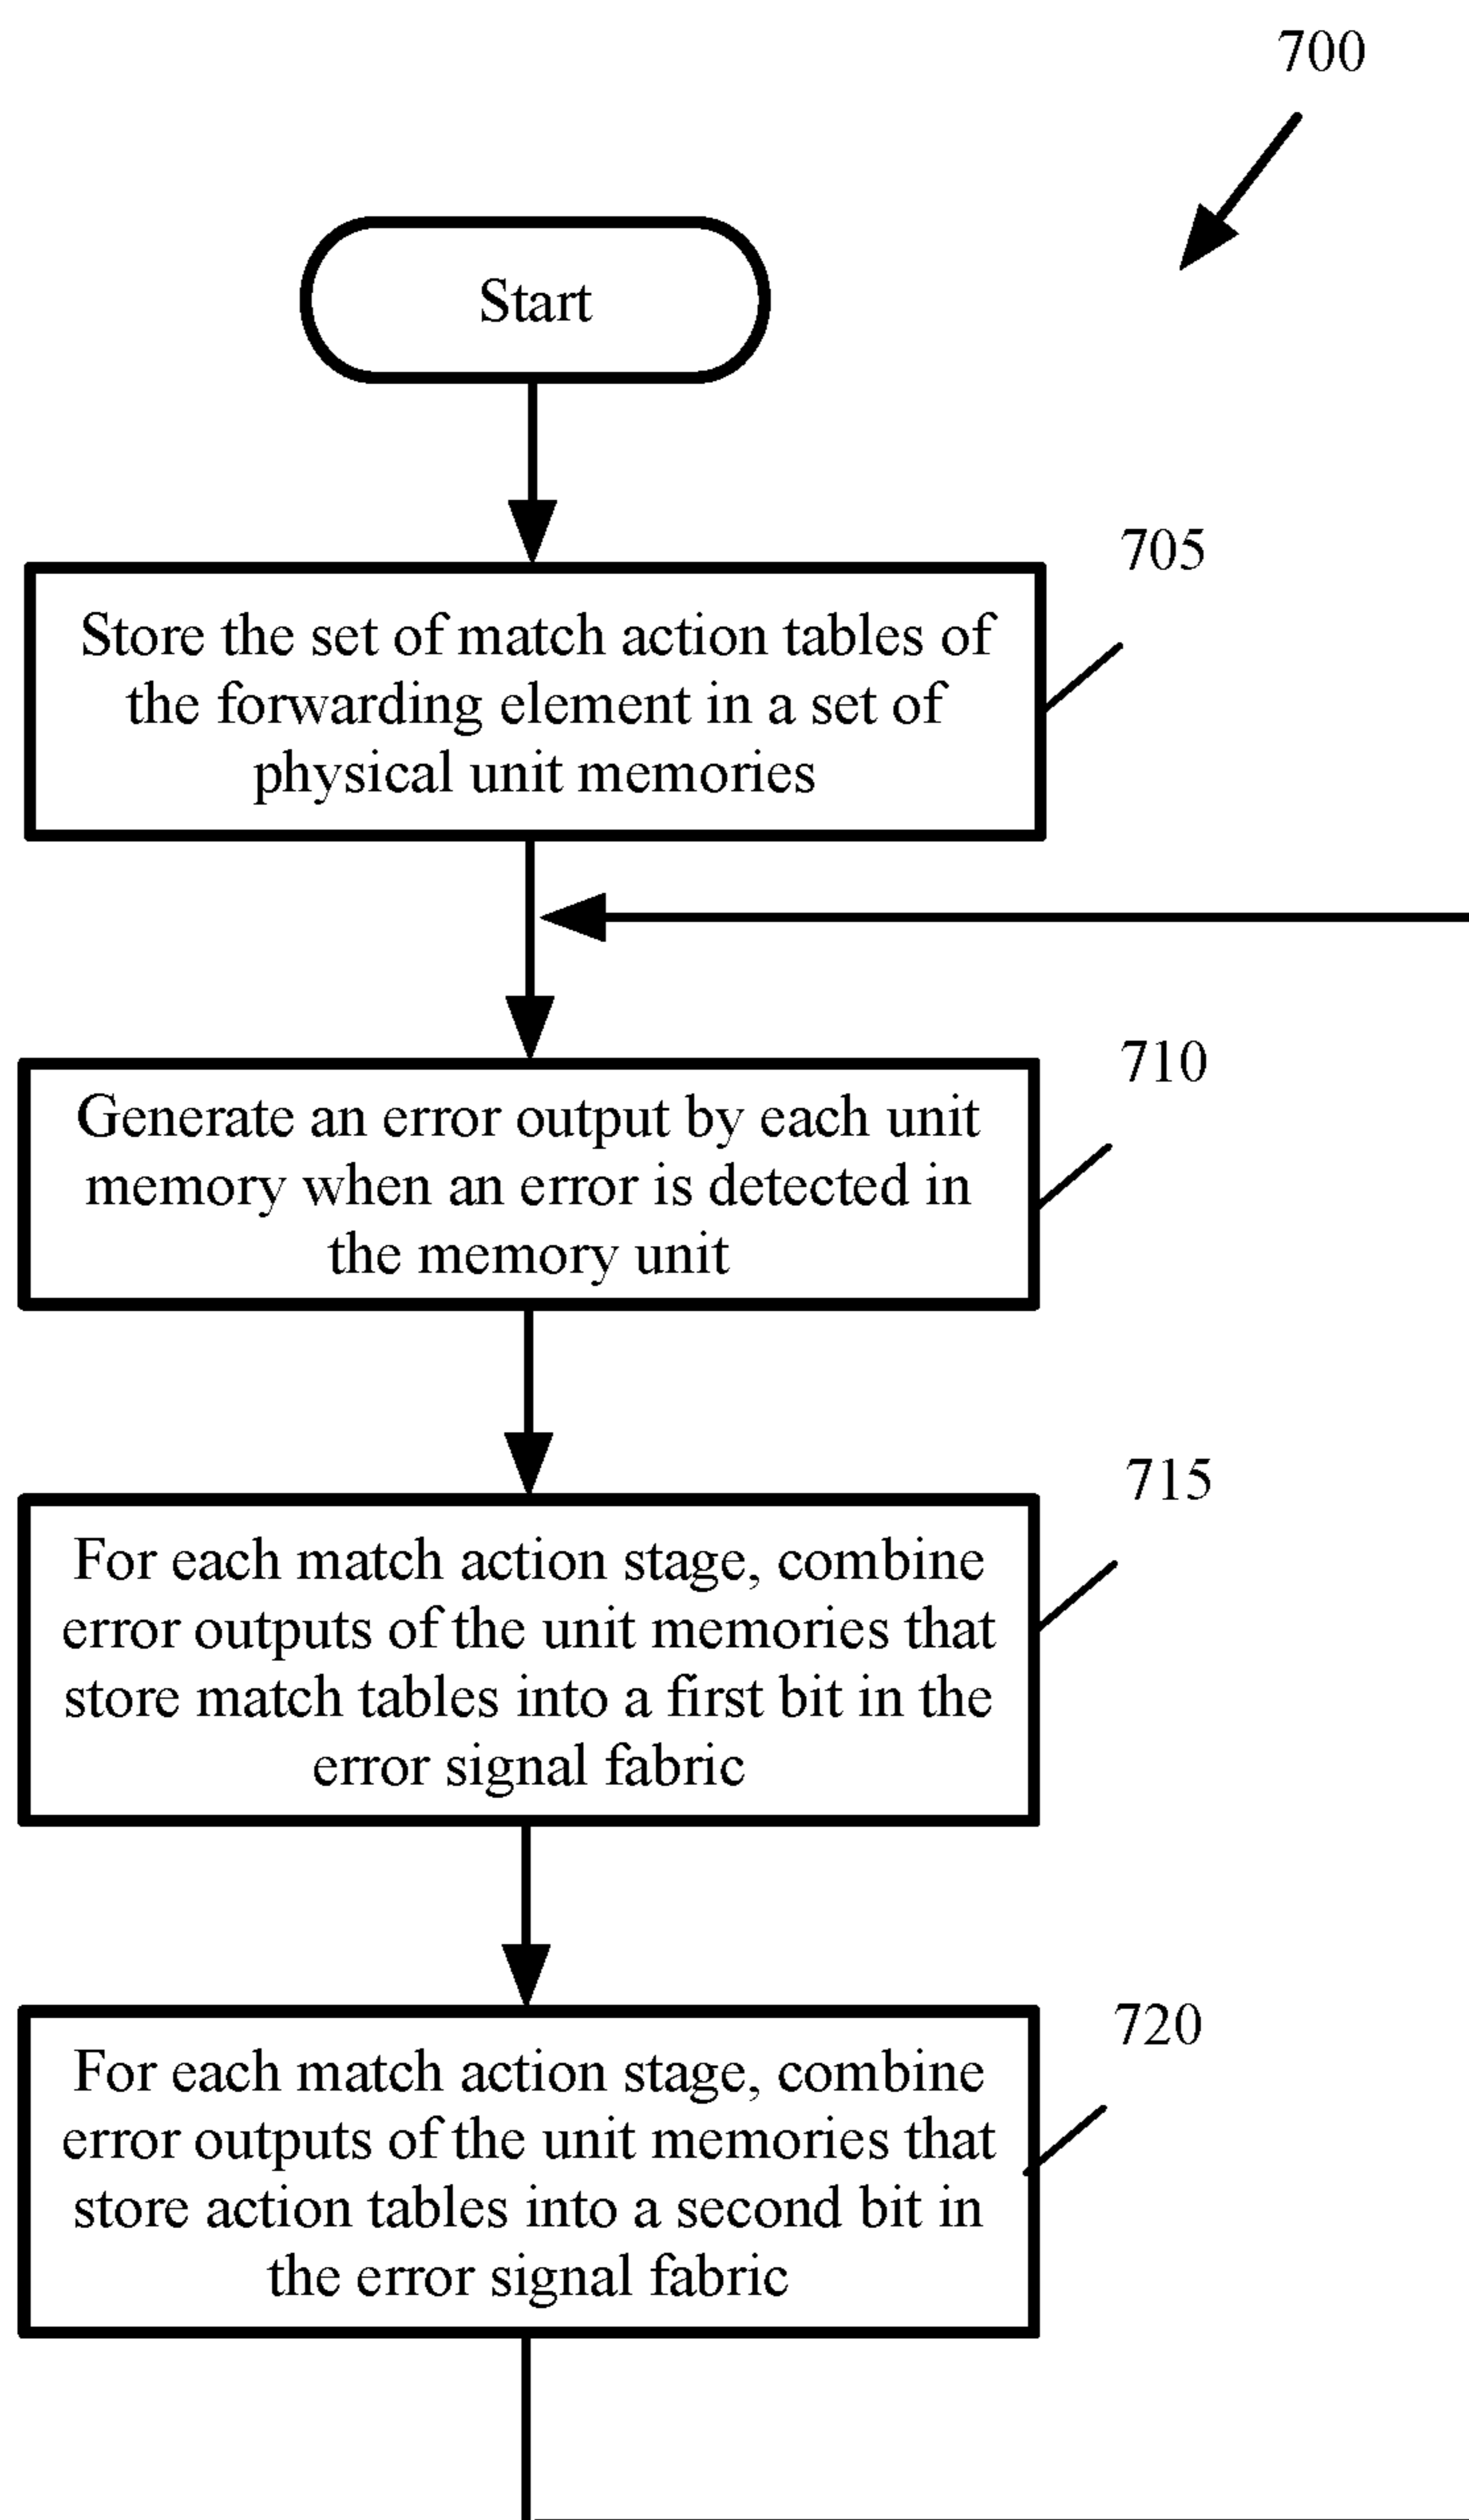 700
Start
705
Store the set of match action tables of
the forwarding element in a set of
physical unit memories
710
Generate an error output by each unit
memory when an error is detected in
the memory unit
715
For each match action stage, combine
error outputs of the unit memories that
store match tables into a first bit in the
error signal fabric
720
For each match action stage, combine
error outputs of the unit memories that
store action tables into a second bit in
the error signal fabric